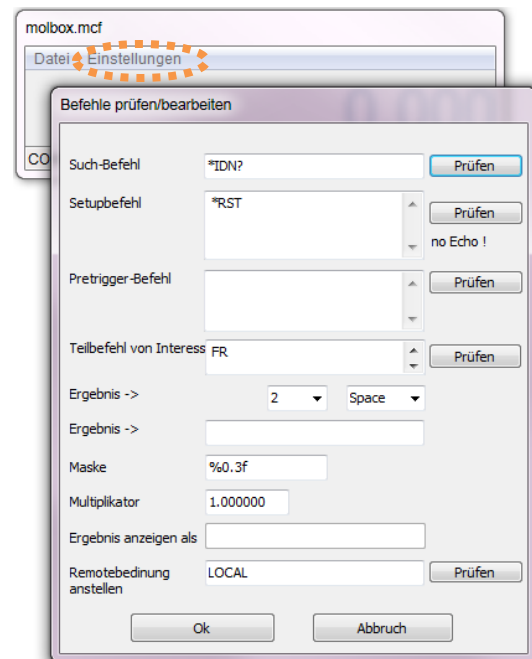 molbox.mcf
Datei Einstellungen
0.000
CO
Befehle prüfen/bearbeiten
Such-Befehl *IDN? Prüfen
Setupbefehl *RST Prüfen
no Echo !
Pretrigger-Befehl Prüfen
Teilbefehl von Interess FR Prüfen
Ergebnis -> 2 Space
Ergebnis ->
Maske %0.3f
Multiplikator 1.000000
Ergebnis anzeigen als
Remotebedinung LOCAL Prüfen
anstellen
Ok Abbruch